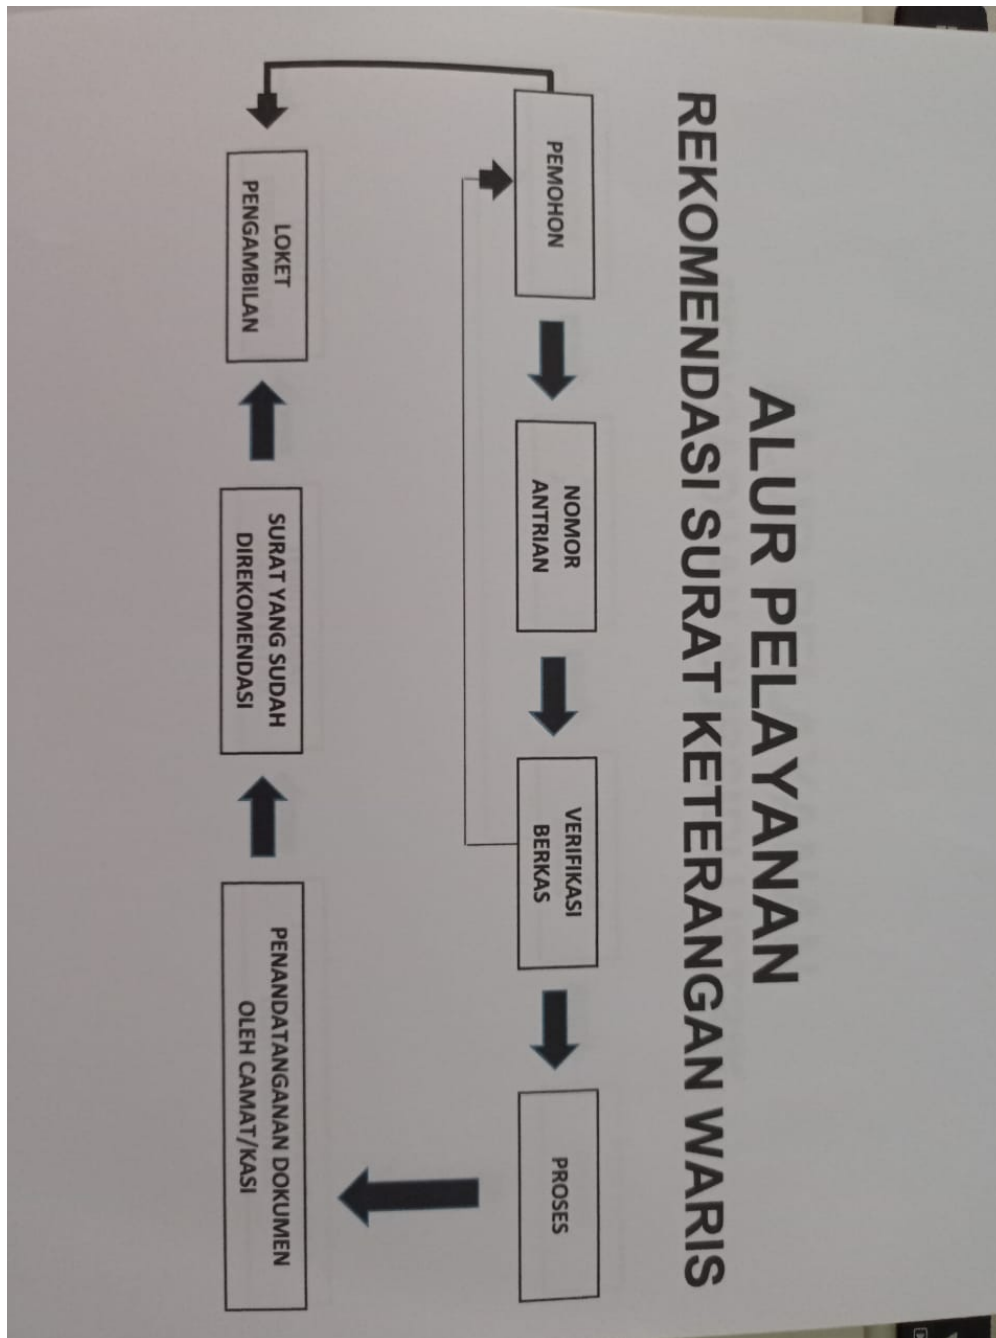 ALUR PELAYANAN
REKOMENDASI SURAT KETERANGAN WARIS
PEMOHON
NOMOR
ANTRIAN
VERIFIKASI
BERKAS
PROSES
PENANDATANGANAN DOKUMEN
OLEH CAMAT/KASI
SURAT YANG SUDAH
DIREKOMENDASI
LOKET
PENGAMBILAN